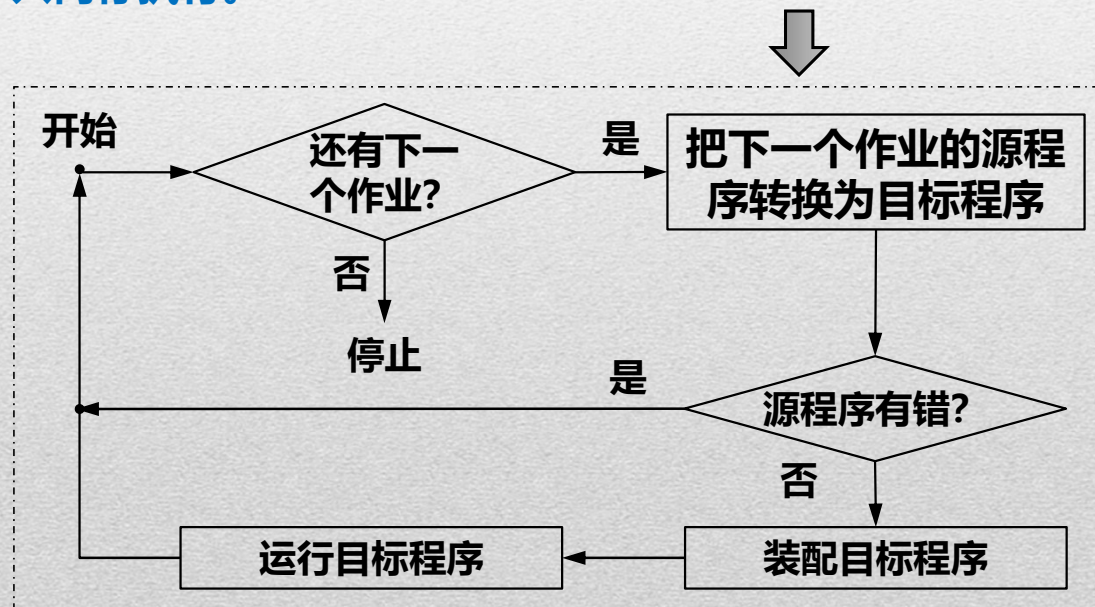 开始
还有下一
个作业？
是
把下一个作业的源程
序转换为目标程序
否
停止
是
源程序有错？
否
运行目标程序
装配目标程序